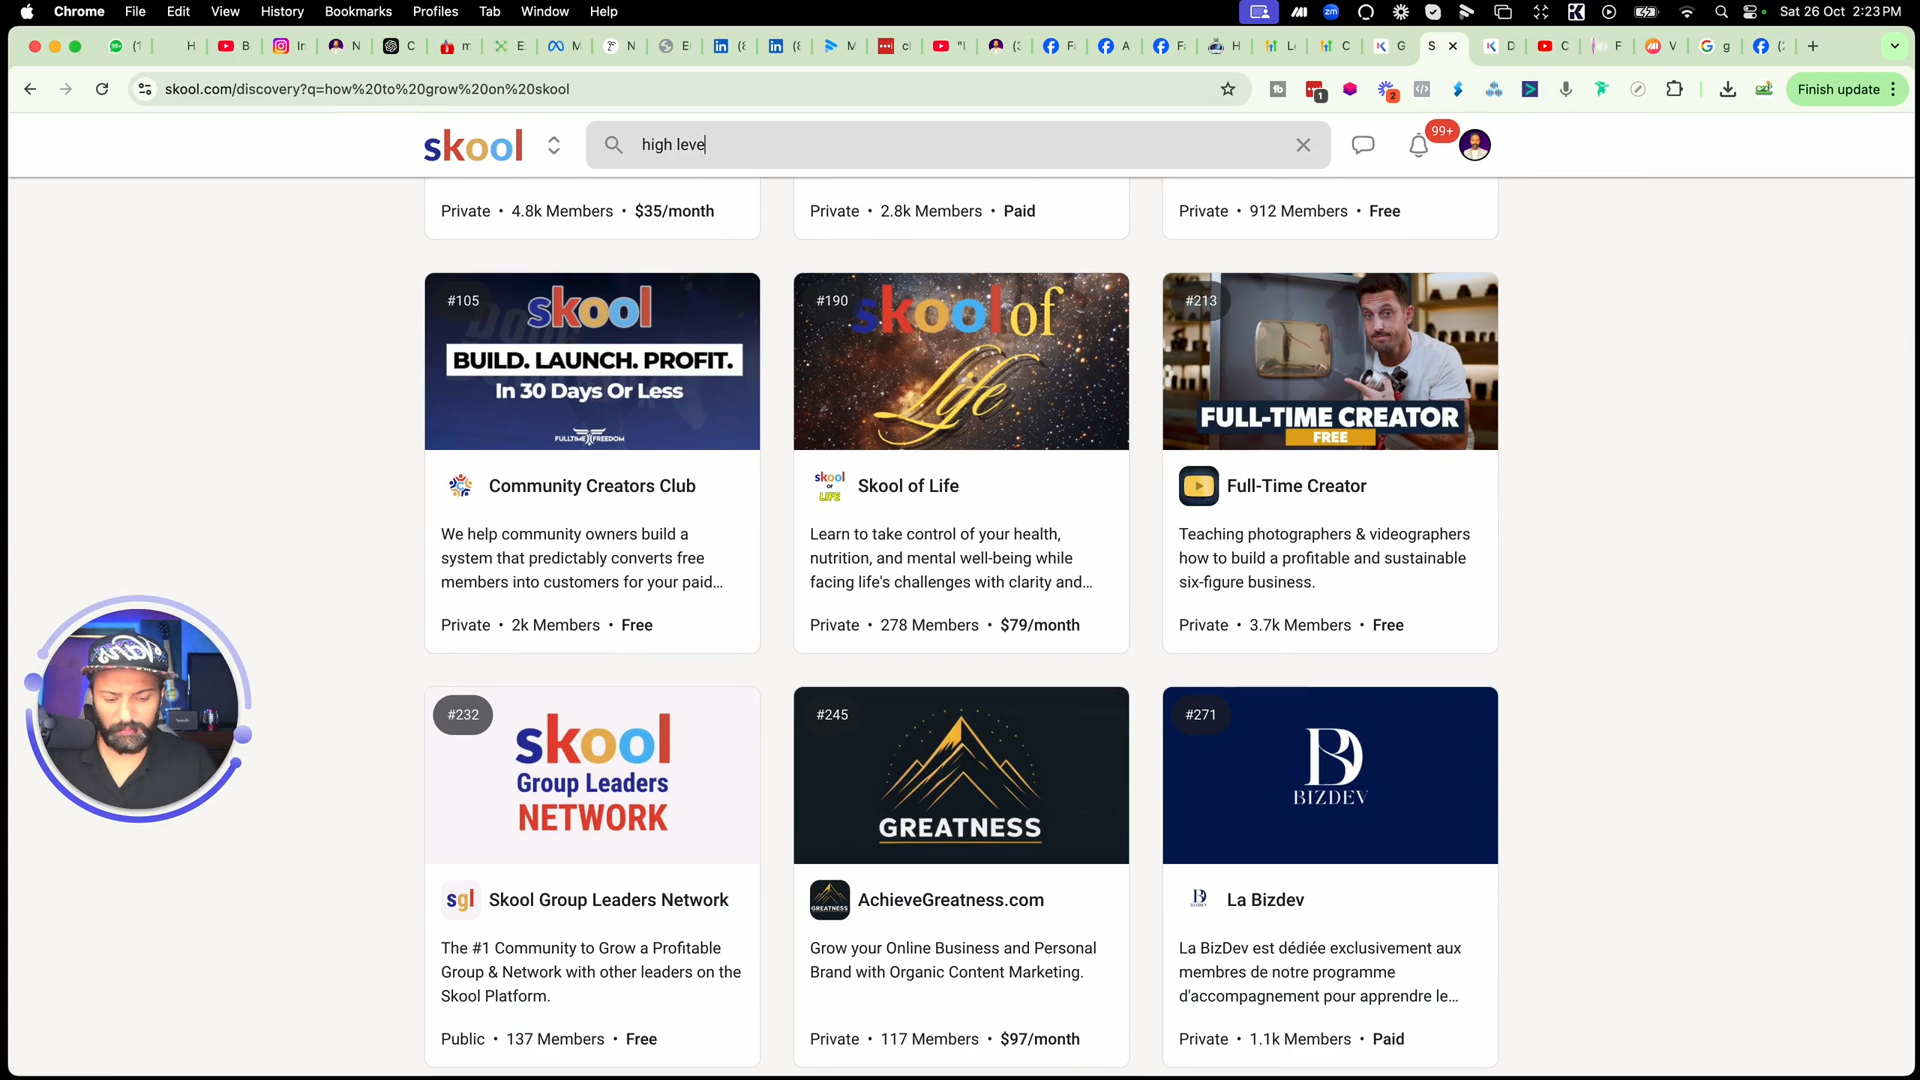 Chrome File Edit View History Bookmarks Profiles Tab Window Help
Sat 26 Oct 2:23 PM
skool.com/discovery?q=how%20to%20grow%20on%20skool
1
2
Finish update
skool
high leve
99+
Private • 4.8k Members • $35/month
Private • 2.8k Members • Paid
Private • 912 Members • Free
#105
skool
BUILD. LAUNCH. PROFIT.
In 30 Days Or Less
FULLTIME FREEDOM
Community Creators Club
We help community owners build a
system that predictably converts free
members into customers for your paid…
Private • 2k Members • Free
#190
skool of
Life
skool
OF
LIFE
Skool of Life
Learn to take control of your health,
nutrition, and mental well-being while
facing life's challenges with clarity and…
Private • 278 Members • $79/month
#213
FULL-TIME CREATOR
FREE
Full-Time Creator
Teaching photographers & videographers
how to build a profitable and sustainable
six-figure business.
Private • 3.7k Members • Free
#232
skool
Group Leaders
NETWORK
sgl
Skool Group Leaders Network
The #1 Community to Grow a Profitable
Group & Network with other leaders on the
Skool Platform.
Public • 137 Members • Free
#245
GREATNESS
GREATNESS
AchieveGreatness.com
Grow your Online Business and Personal
Brand with Organic Content Marketing.
Private • 117 Members • $97/month
#271
BIZDEV
La Bizdev
La BizDev est dédiée exclusivement aux
membres de notre programme
d'accompagnement pour apprendre le…
Private • 1.1k Members • Paid